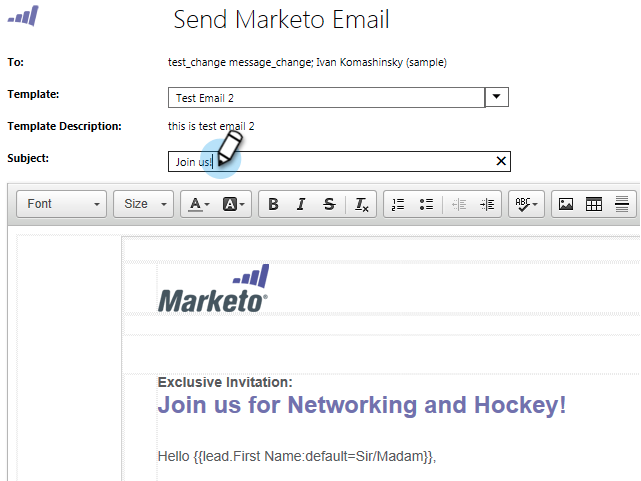 Send Marketo Email
To: test_change message_change; Ivan Komashinsky (sample)
Template: Test Email 2
Template Description: this is test email 2
Subject: Join us!
Font Size A A B I S Tx ABC
Marketo®
Exclusive Invitation:
Join us for Networking and Hockey!
Hello {{lead.First Name:default=Sir/Madam}},